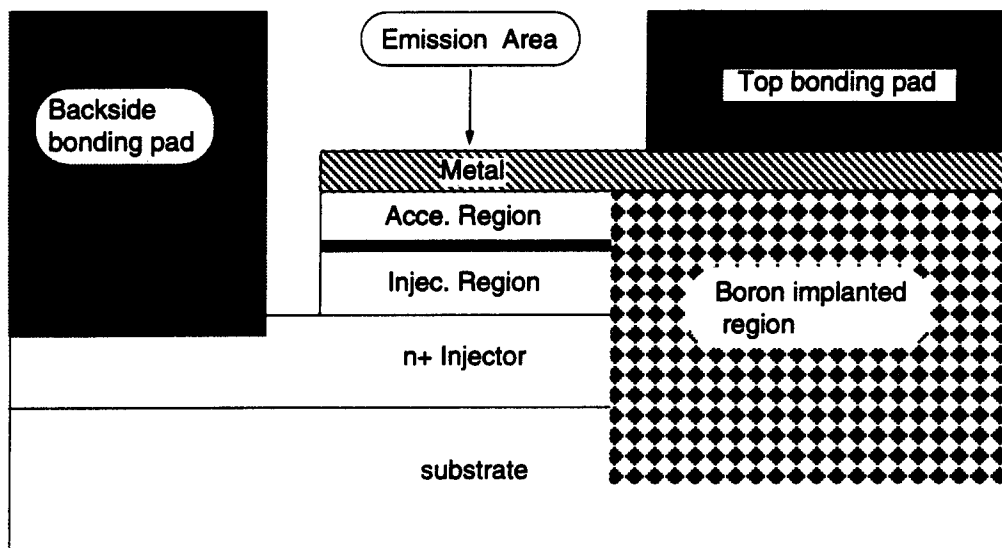 Emission Area
Backside
bonding pad
Top bonding pad
Metal
Acce. Region
Injec. Region
Boron implanted
region
n+ Injector
substrate